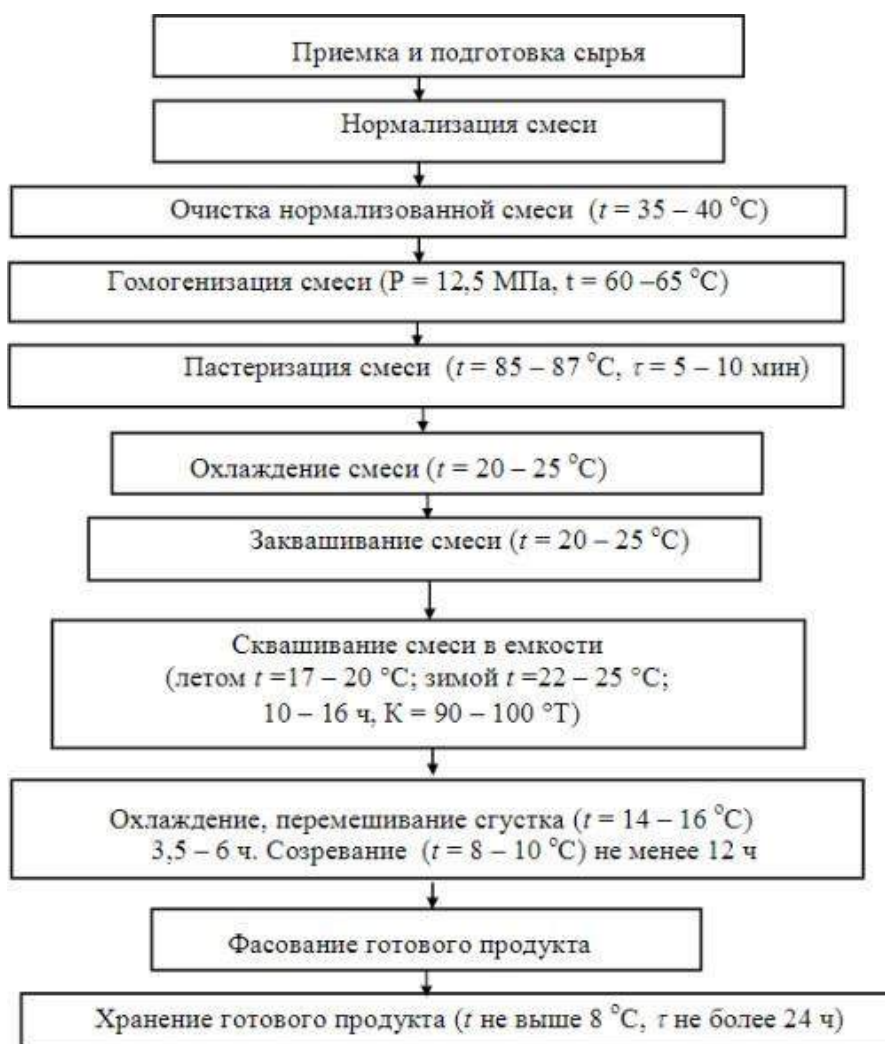 Приемка и подготовка сырья
Нормализация смеси
Очистка нормализованной смеси (t = 35 – 40 °C)
Гомогенизация смеси (P = 12,5 МПа, t = 60 –65 °C)
Пастеризация смеси (t = 85 – 87 °C, τ = 5 – 10 мин)
Охлаждение смеси (t = 20 – 25 °C)
Заквашивание смеси (t = 20 – 25 °C)
Сквашивание смеси в емкости
(летом t =17 – 20 °C; зимой t =22 – 25 °C;
10 – 16 ч, К = 90 – 100 °Т)
Охлаждение, перемешивание сгустка (t = 14 – 16 °C)
3,5 – 6 ч. Созревание (t = 8 – 10 °C) не менее 12 ч
Фасование готового продукта
Хранение готового продукта (t не выше 8 °C, τ не более 24 ч)